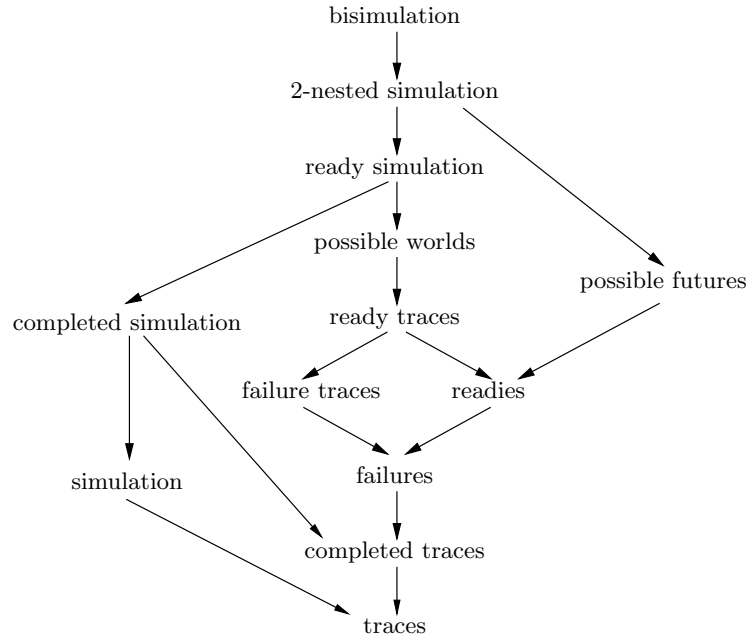 bisimulation
2-nested simulation
ready simulation
possible worlds
possible futures
completed simulation
ready traces
failure traces
readies
simulation
failures
completed traces
traces